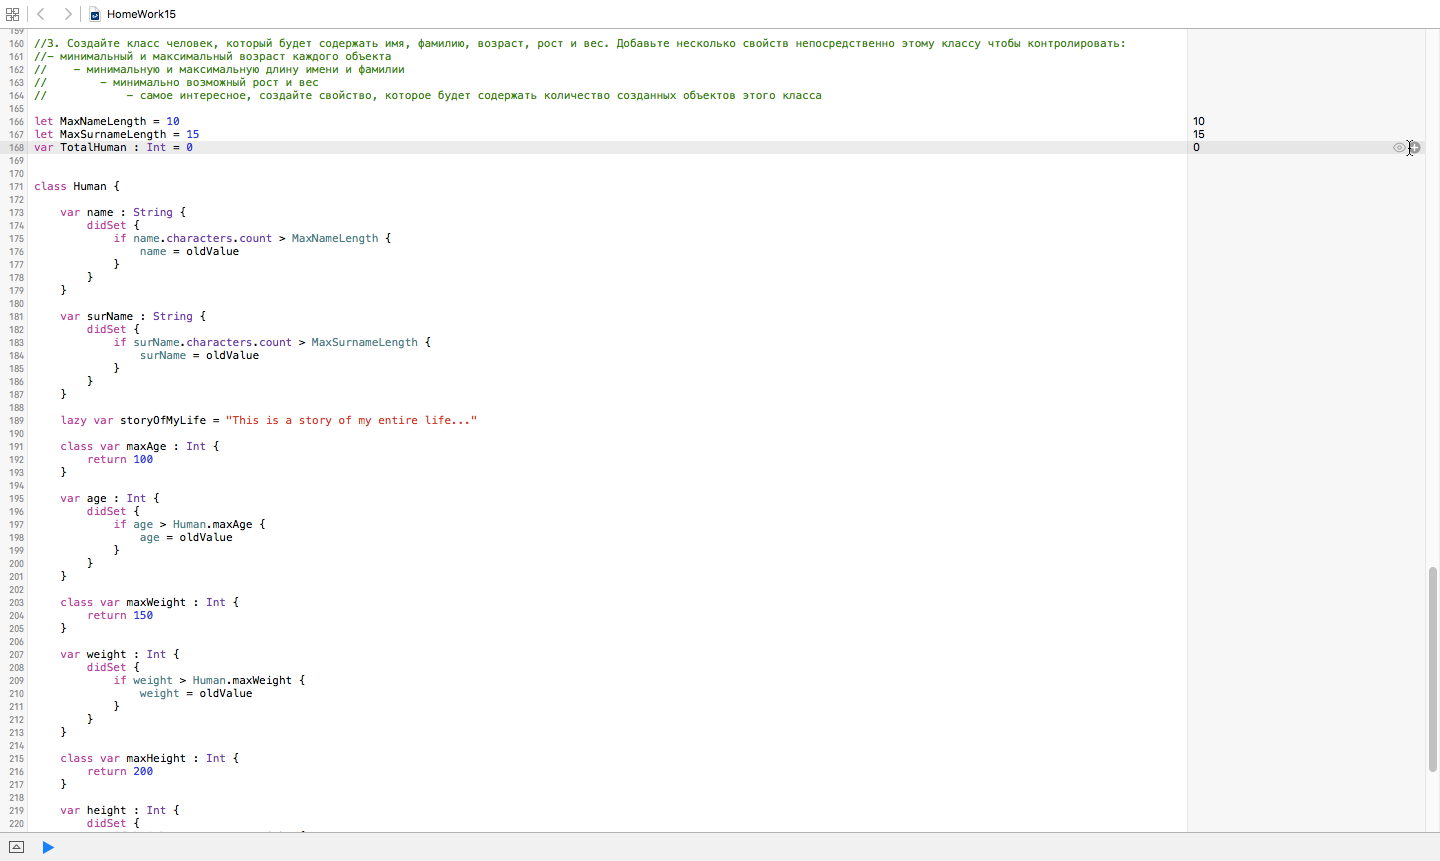 HomeWork15
159
160 //3. Создайте класс человек, который будет содержать имя, фамилию, возраст, рост и вес. Добавьте несколько свойств непосредственно этому классу чтобы контролировать:
161 //- минимальный и максимальный возраст каждого объекта
162 //    - минимальную и максимальную длину имени и фамилии
163 //        - минимально возможный рост и вес
164 //            - самое интересное, создайте свойство, которое будет содержать количество созданных объектов этого класса
165
166 let MaxNameLength = 10 10
167 let MaxSurnameLength = 15 15
168 var TotalHuman : Int = 0 0
169
170
171 class Human {
172
173     var name : String {
174         didSet {
175             if name.characters.count > MaxNameLength {
176                 name = oldValue
177             }
178         }
179     }
180
181     var surName : String {
182         didSet {
183             if surName.characters.count > MaxSurnameLength {
184                 surName = oldValue
185             }
186         }
187     }
188
189     lazy var storyOfMyLife = "This is a story of my entire life..."
190
191     class var maxAge : Int {
192         return 100
193     }
194
195     var age : Int {
196         didSet {
197             if age > Human.maxAge {
198                 age = oldValue
199             }
200         }
201     }
202
203     class var maxWeight : Int {
204         return 150
205     }
206
207     var weight : Int {
208         didSet {
209             if weight > Human.maxWeight {
210                 weight = oldValue
211             }
212         }
213     }
214
215     class var maxHeight : Int {
216         return 200
217     }
218
219     var height : Int {
220         didSet {